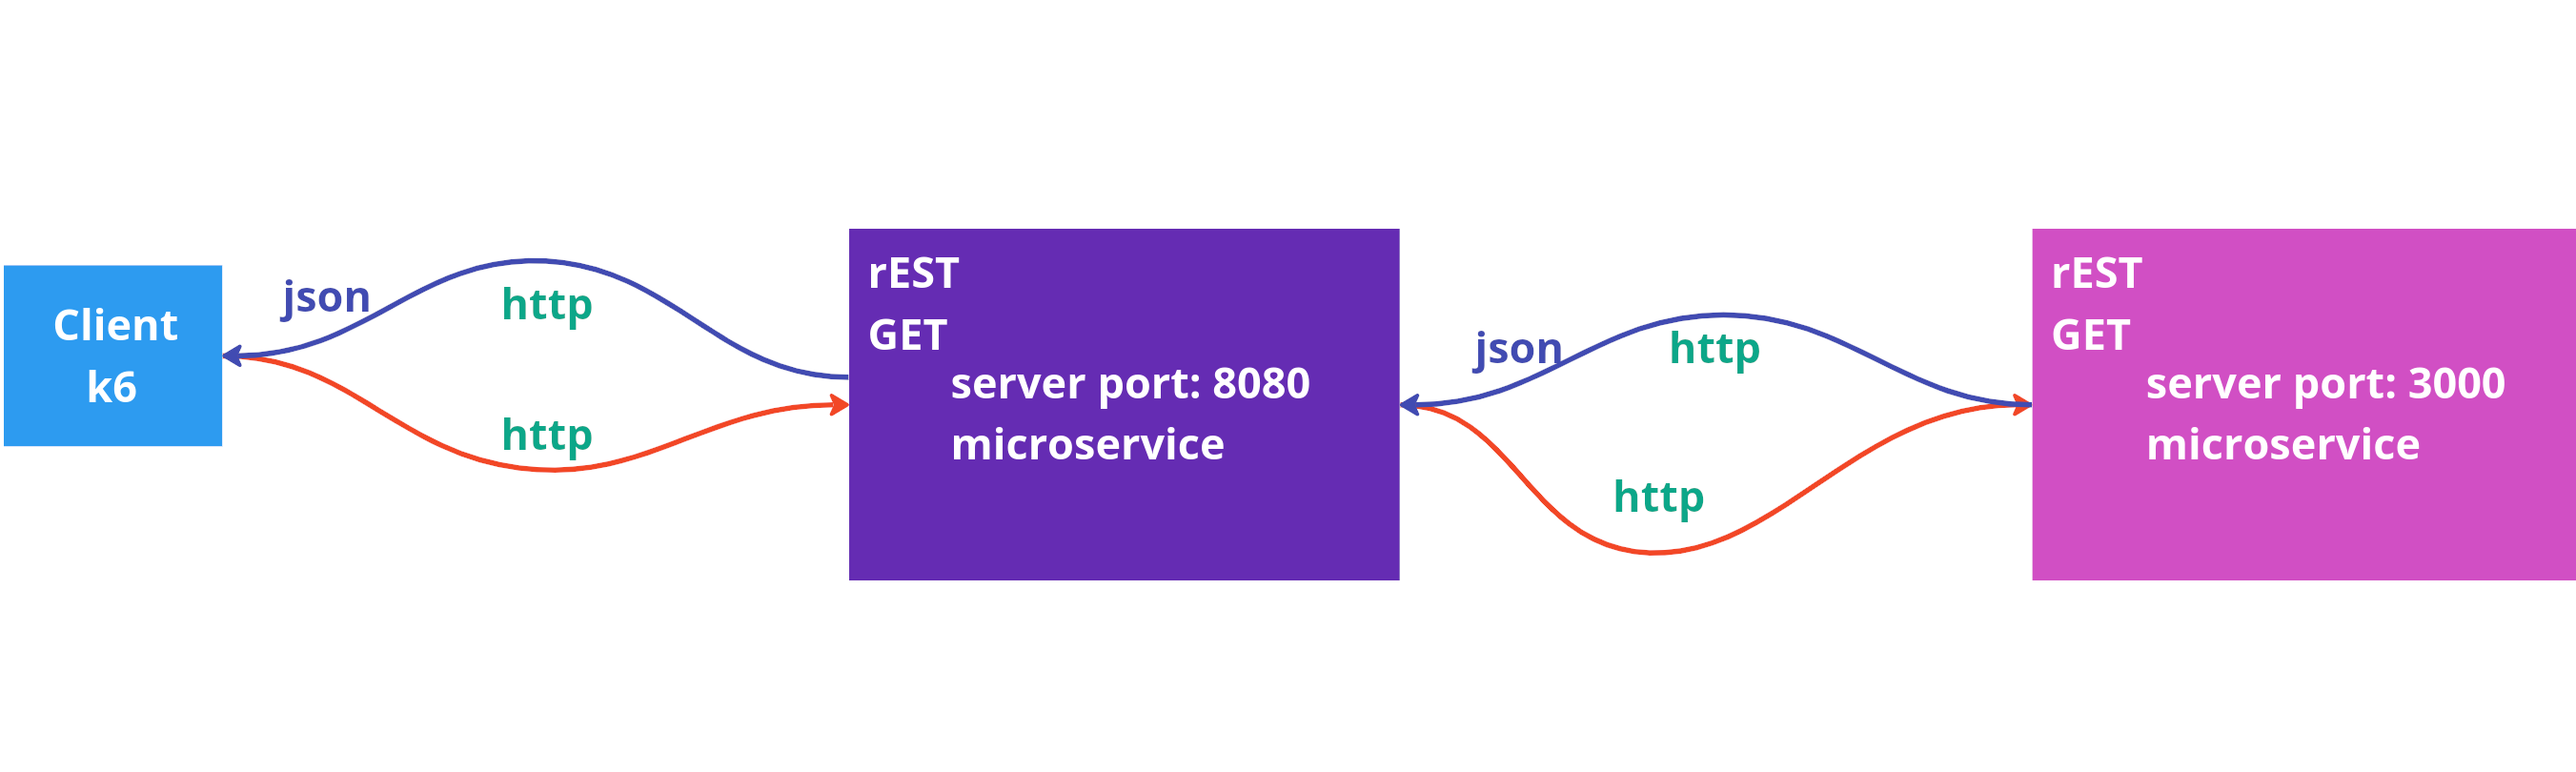 Client
k6
json
http
http
rEST
GET
server port: 8080
microservice
json
http
http
rEST
GET
server port: 3000
microservice